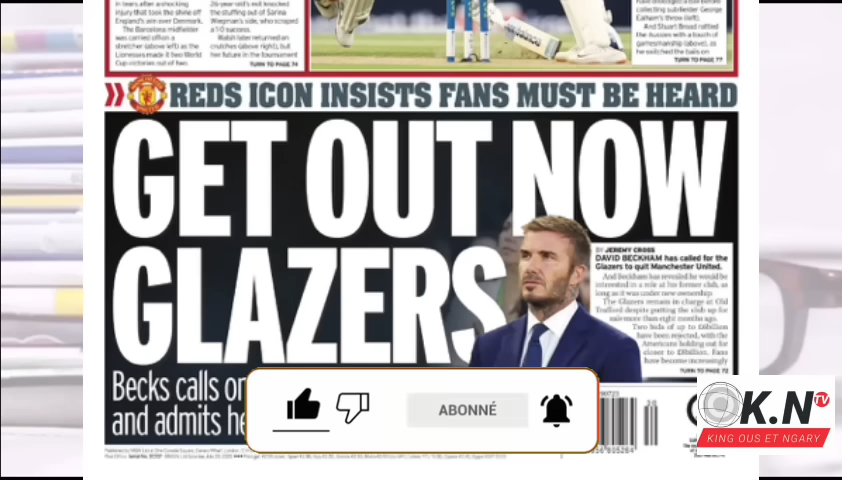 in tears after a shocking
injury that took the shine off
England's win over Denmark.
The Barcelona midfielder
was carried off on a
stretcher (above left) as the
Lionesses made it two World
Cup victories out of two.
26-year-old's exit knocked
the stuffing out of Sarina
Wiegman's side, who scraped
a 1-0 success.
Walsh later returned on
crutches (above right), but
her future in the tournament
TURN TO PAGE 74
collecting subfielder George
And Stuart Broad rattled
the Aussies with a touch of
gamesmanship (above), as
he switched the bails on
TURN TO PAGE 77
REDS ICON INSISTS FANS MUST BE HEARD
GET OUT NOW
GLAZERS
BY JEREMY CROSS
DAVID BECKHAM has called for the
Glazers to quit Manchester United.
And Beckham has revealed he would be
interested in a role at his former club, as
long as it was under new ownership.
The Glazers remain in charge at Old
Trafford despite putting the club up for
sale more than eight months ago.
Two bids of up to £6billion
have been rejected, with the
Americans holding out for
closer to £8billion. Fans
have become increasingly
TURN TO PAGE 72
Becks calls on
and admits he
ABONNÉ
K.N TV
KING OUS ET NGARY